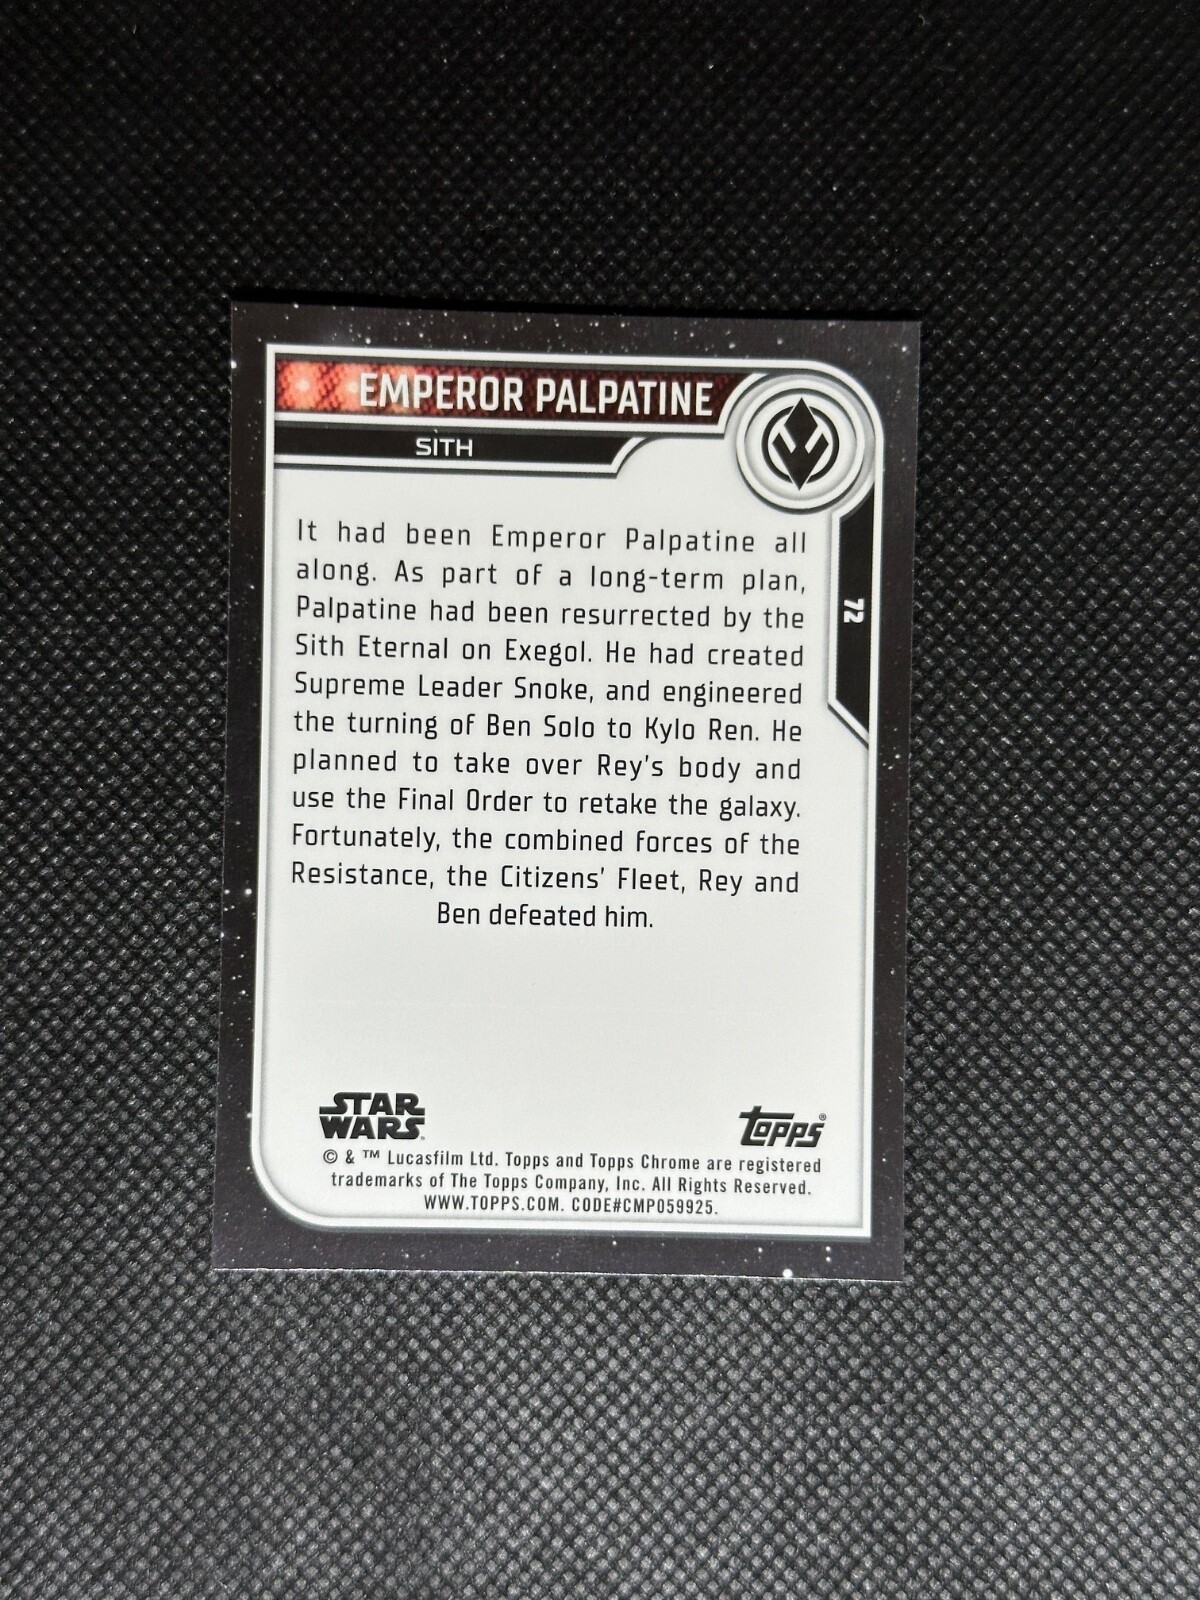 EMPEROR PALPATINE
SITH
72
It had been Emperor Palpatine all
along. As part of a long-term plan,
Palpatine had been resurrected by the
Sith Eternal on Exegol. He had created
Supreme Leader Snoke, and engineered
the turning of Ben Solo to Kylo Ren. He
planned to take over Rey's body and
use the Final Order to retake the galaxy.
Fortunately, the combined forces of the
Resistance, the Citizens' Fleet, Rey and
Ben defeated him.
STAR
WARS.
Topps®
© & ™ Lucasfilm Ltd. Topps and Topps Chrome are registered
trademarks of The Topps Company, Inc. All Rights Reserved.
WWW.TOPPS.COM. CODE#CMP059925.